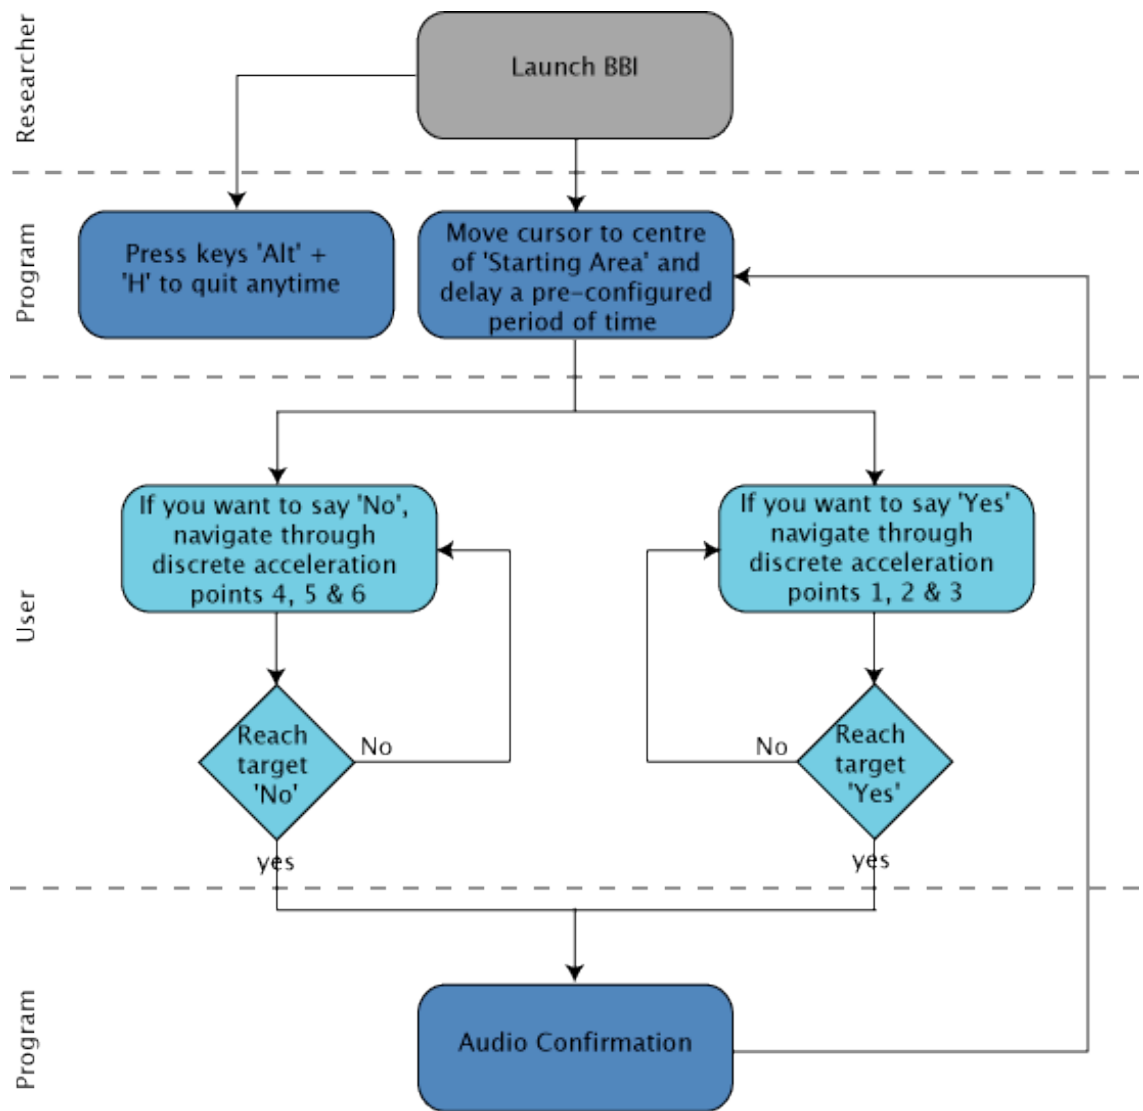 Researcher
Launch BBI
Program
Press keys 'Alt' +
'H' to quit anytime
Move cursor to centre
of 'Starting Area' and
delay a pre-configured
period of time
User
If you want to say 'No',
navigate through
discrete acceleration
points 4, 5 & 6
If you want to say 'Yes'
navigate through
discrete acceleration
points 1, 2 & 3
Reach
target
'No'
No
yes
Reach
target
'Yes'
No
yes
Program
Audio Confirmation